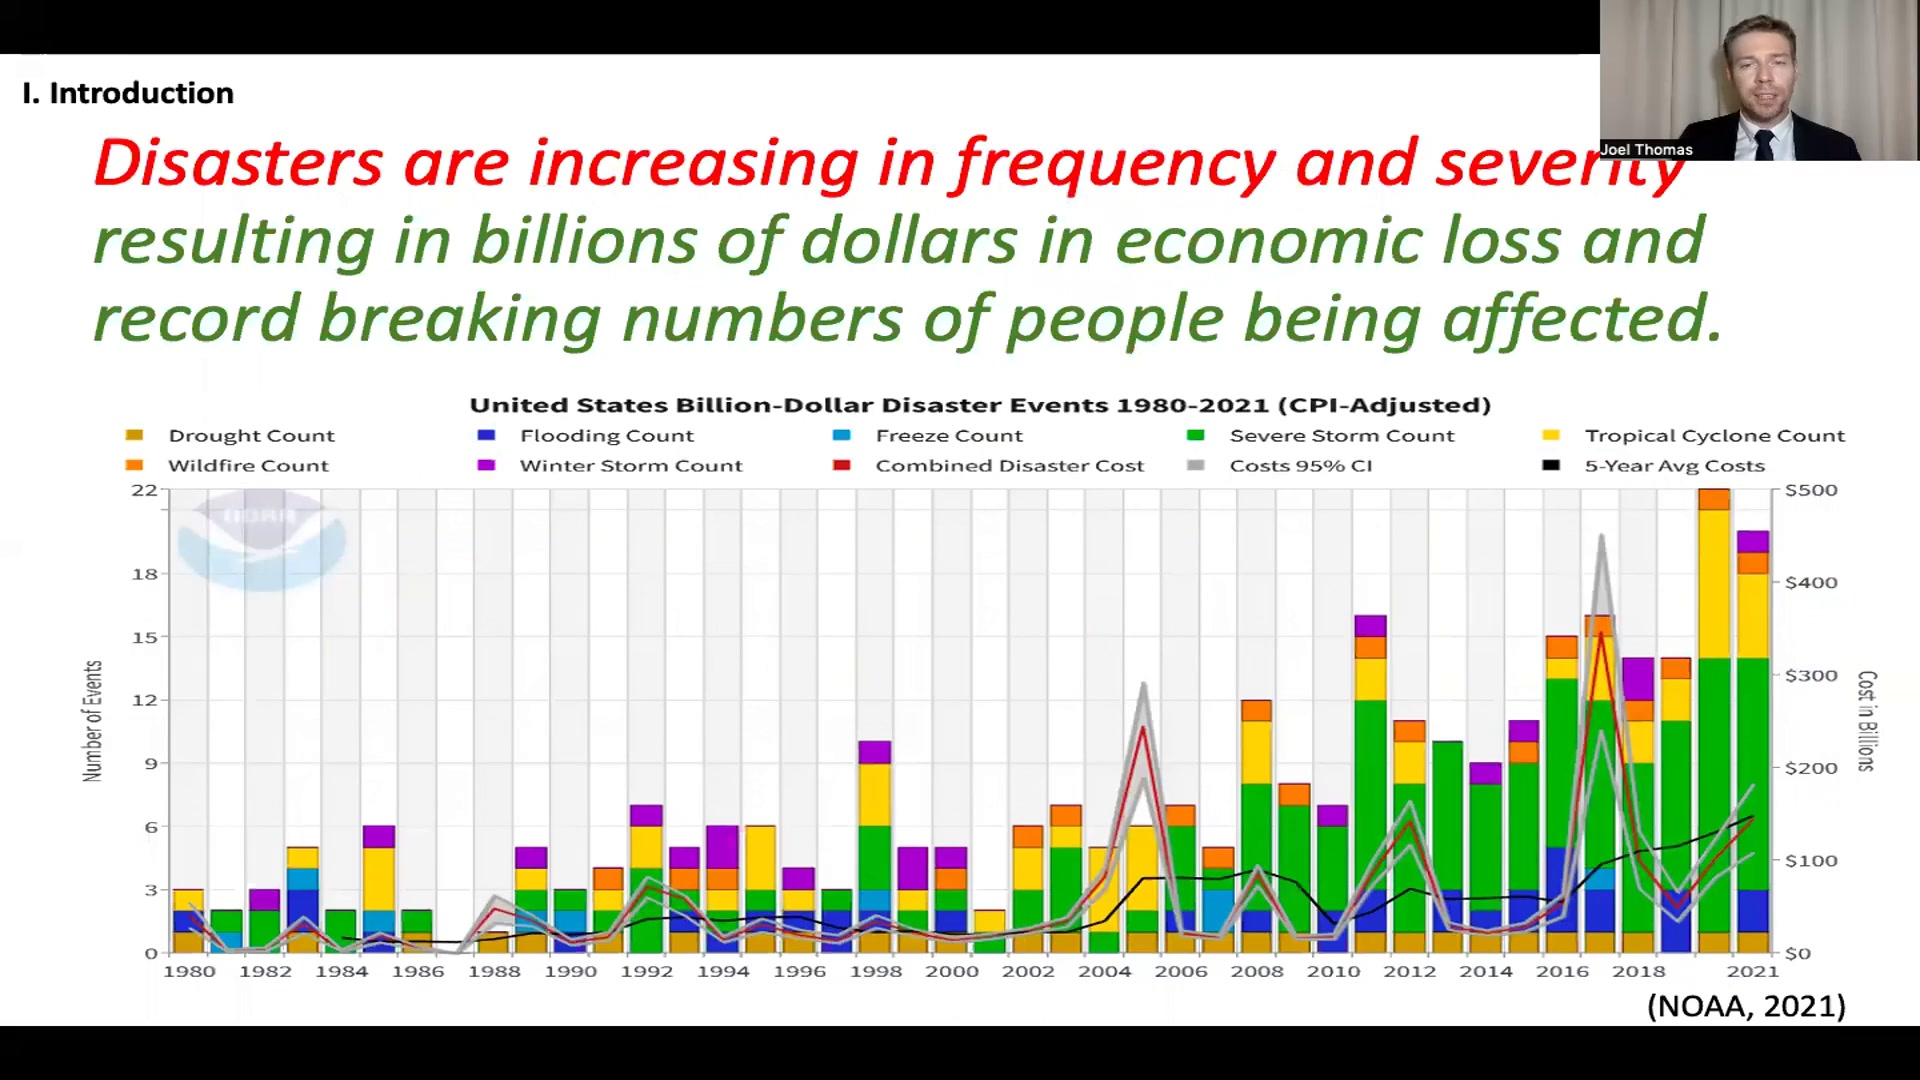 I. Introduction
Joel Thomas
Disasters are increasing in frequency and severity
resulting in billions of dollars in economic loss and
record breaking numbers of people being affected.
United States Billion-Dollar Disaster Events 1980-2021 (CPI-Adjusted)
Drought Count Flooding Count Freeze Count Severe Storm Count Tropical Cyclone Count
Wildfire Count Winter Storm Count Combined Disaster Cost Costs 95% CI 5-Year Avg Costs
NOAA
Number of Events
22
18
15
12
9
6
3
0
$500
$400
$300
$200
$100
$0
Cost in Billions
1980 1982 1984 1986 1988 1990 1992 1994 1996 1998 2000 2002 2004 2006 2008 2010 2012 2014 2016 2018 2021
(NOAA, 2021)